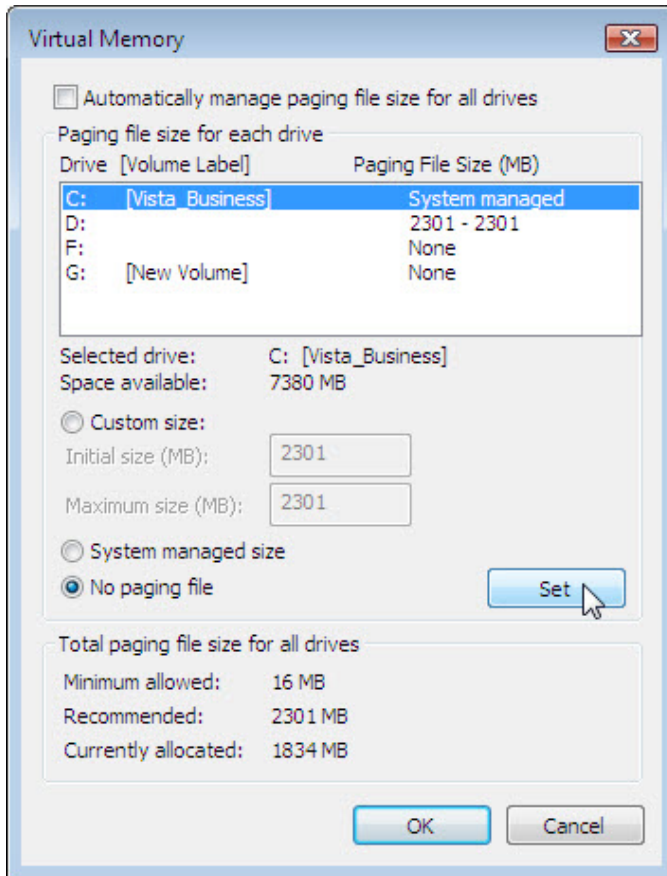 Virtual Memory
Automatically manage paging file size for all drives
Paging file size for each drive
Drive [Volume Label] Paging File Size (MB)
C: [Vista_Business] System managed
D: 2301 - 2301
F: None
G: [New Volume] None
Selected drive: C: [Vista_Business]
Space available: 7380 MB
Custom size:
Initial size (MB): 2301
Maximum size (MB): 2301
System managed size
No paging file Set
Total paging file size for all drives
Minimum allowed: 16 MB
Recommended: 2301 MB
Currently allocated: 1834 MB
OK Cancel